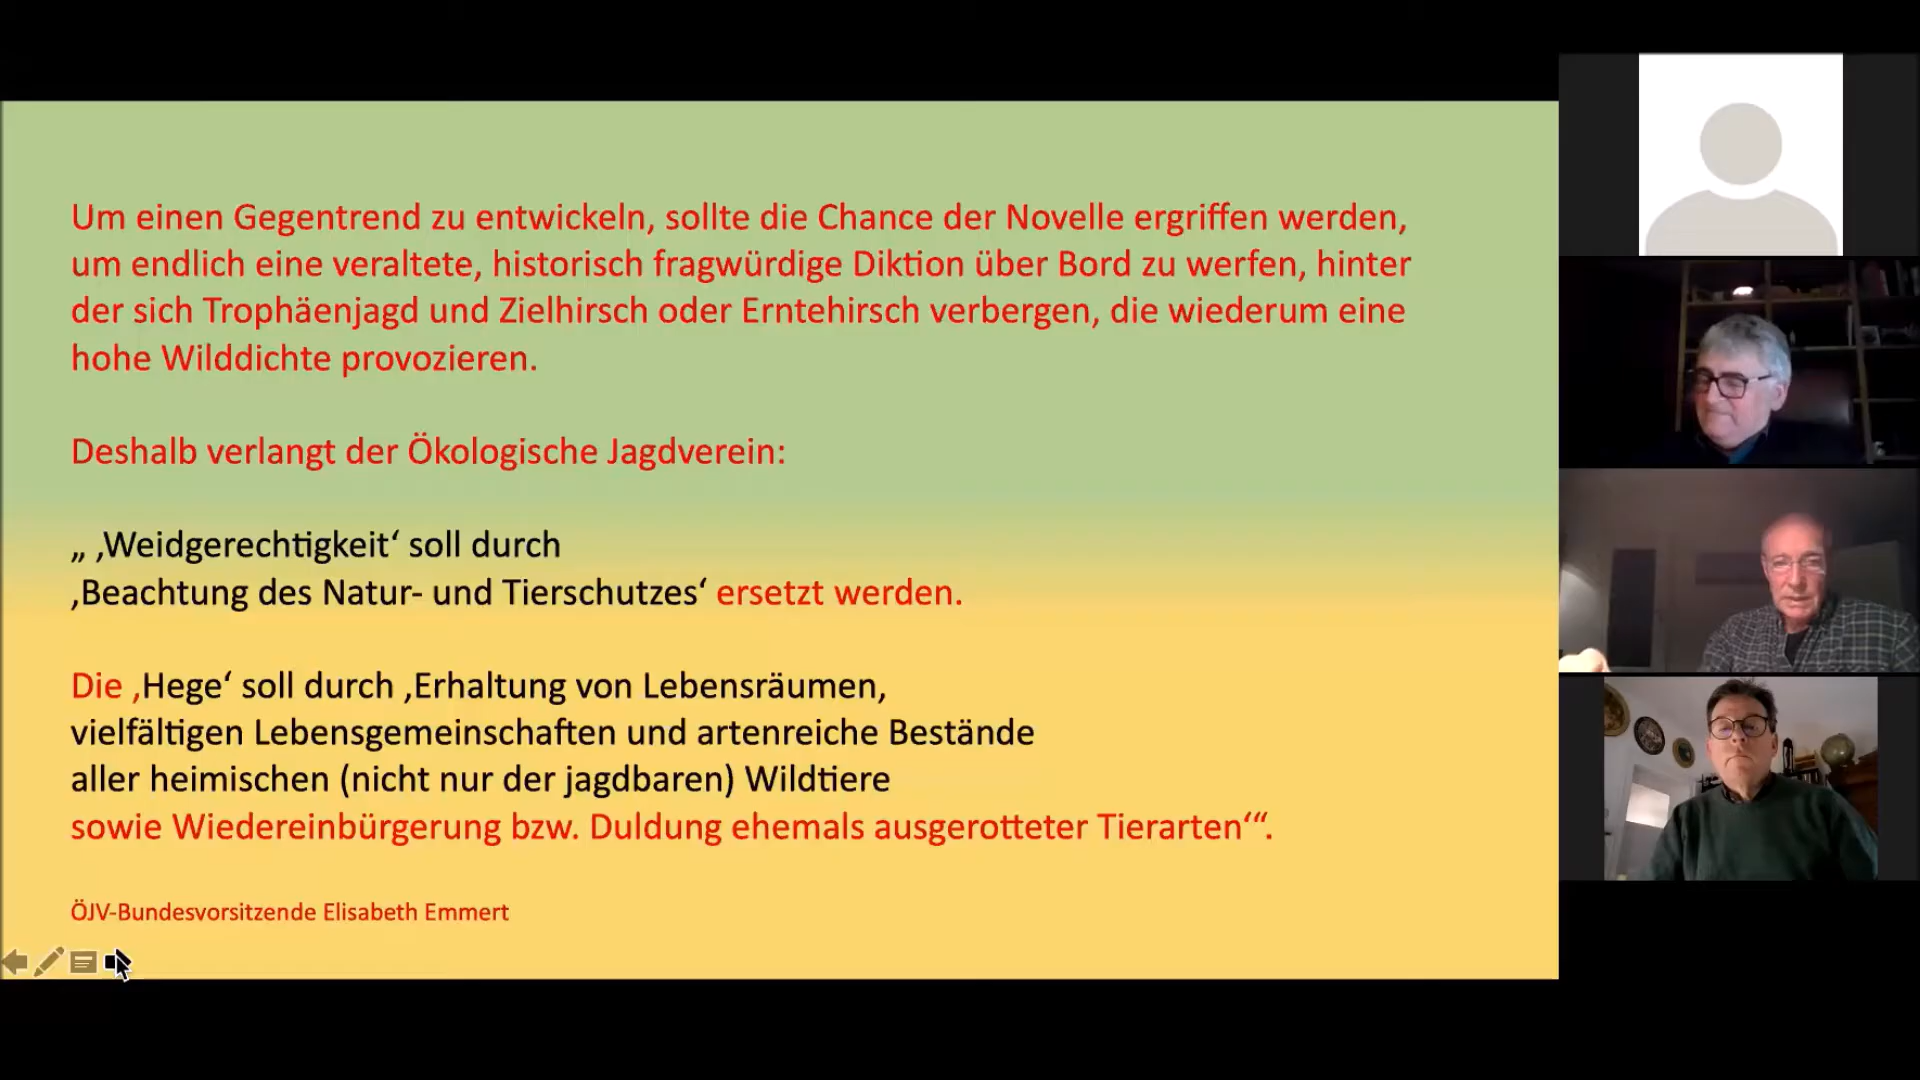 Um einen Gegentrend zu entwickeln, sollte die Chance der Novelle ergriffen werden,
um endlich eine veraltete, historisch fragwürdige Diktion über Bord zu werfen, hinter
der sich Trophäenjagd und Zielhirsch oder Erntehirsch verbergen, die wiederum eine
hohe Wilddichte provozieren.
Deshalb verlangt der Ökologische Jagdverein:
„ ‚Weidgerechtigkeit‘ soll durch
‚Beachtung des Natur- und Tierschutzes‘ ersetzt werden.
Die ‚Hege‘ soll durch ‚Erhaltung von Lebensräumen,
vielfältigen Lebensgemeinschaften und artenreiche Bestände
aller heimischen (nicht nur der jagdbaren) Wildtiere
sowie Wiedereinbürgerung bzw. Duldung ehemals ausgerotteter Tierarten‘“.
ÖJV-Bundesvorsitzende Elisabeth Emmert